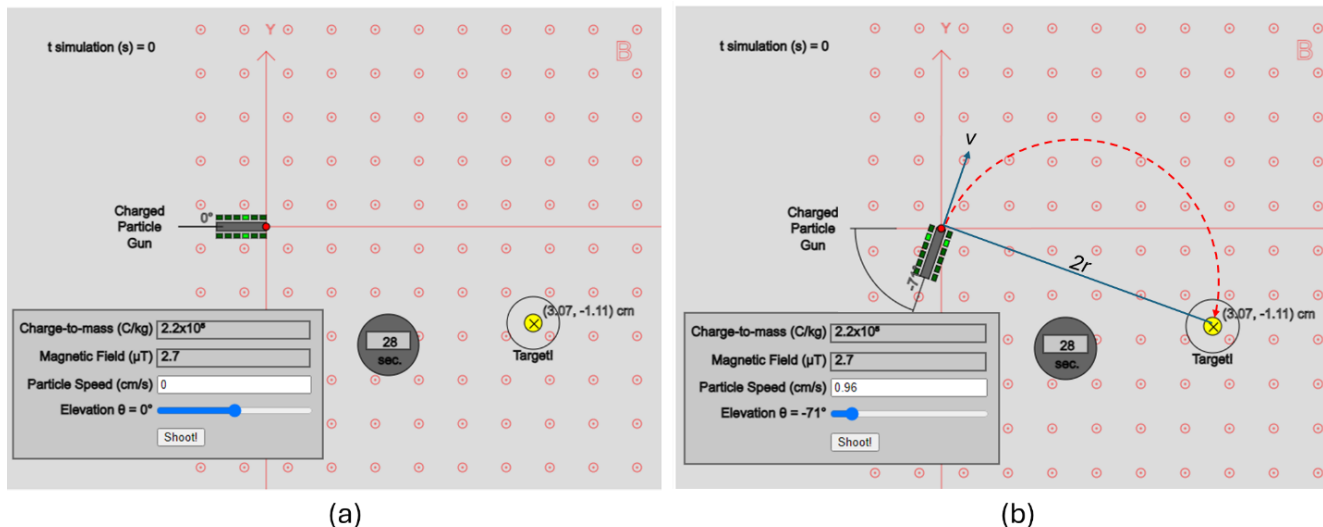 t simulation (s) = 0
Y
B
0°
Charged
Particle
Gun
(3.07, -1.11) cm
Target!
28
sec.
Charge-to-mass (C/kg) 2.2x10⁵
Magnetic Field (μT) 2.7
Particle Speed (cm/s) 0
Elevation θ = 0°
Shoot!
(a)
t simulation (s) = 0
Y
B
v
Charged
Particle
Gun
-71°
2r
(3.07, -1.11) cm
Target!
28
sec.
Charge-to-mass (C/kg) 2.2x10⁵
Magnetic Field (μT) 2.7
Particle Speed (cm/s) 0.96
Elevation θ = -71°
Shoot!
(b)